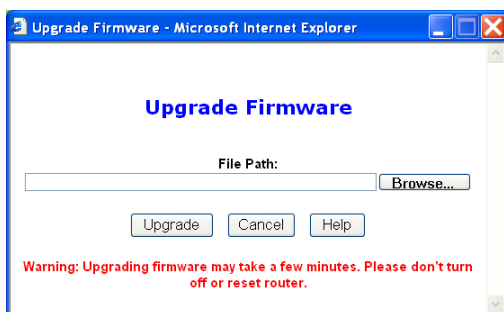 Upgrade Firmware - Microsoft Internet Explorer
Upgrade Firmware
File Path:
Browse...
Upgrade Cancel Help
Warning: Upgrading firmware may take a few minutes. Please don't turn
off or reset router.